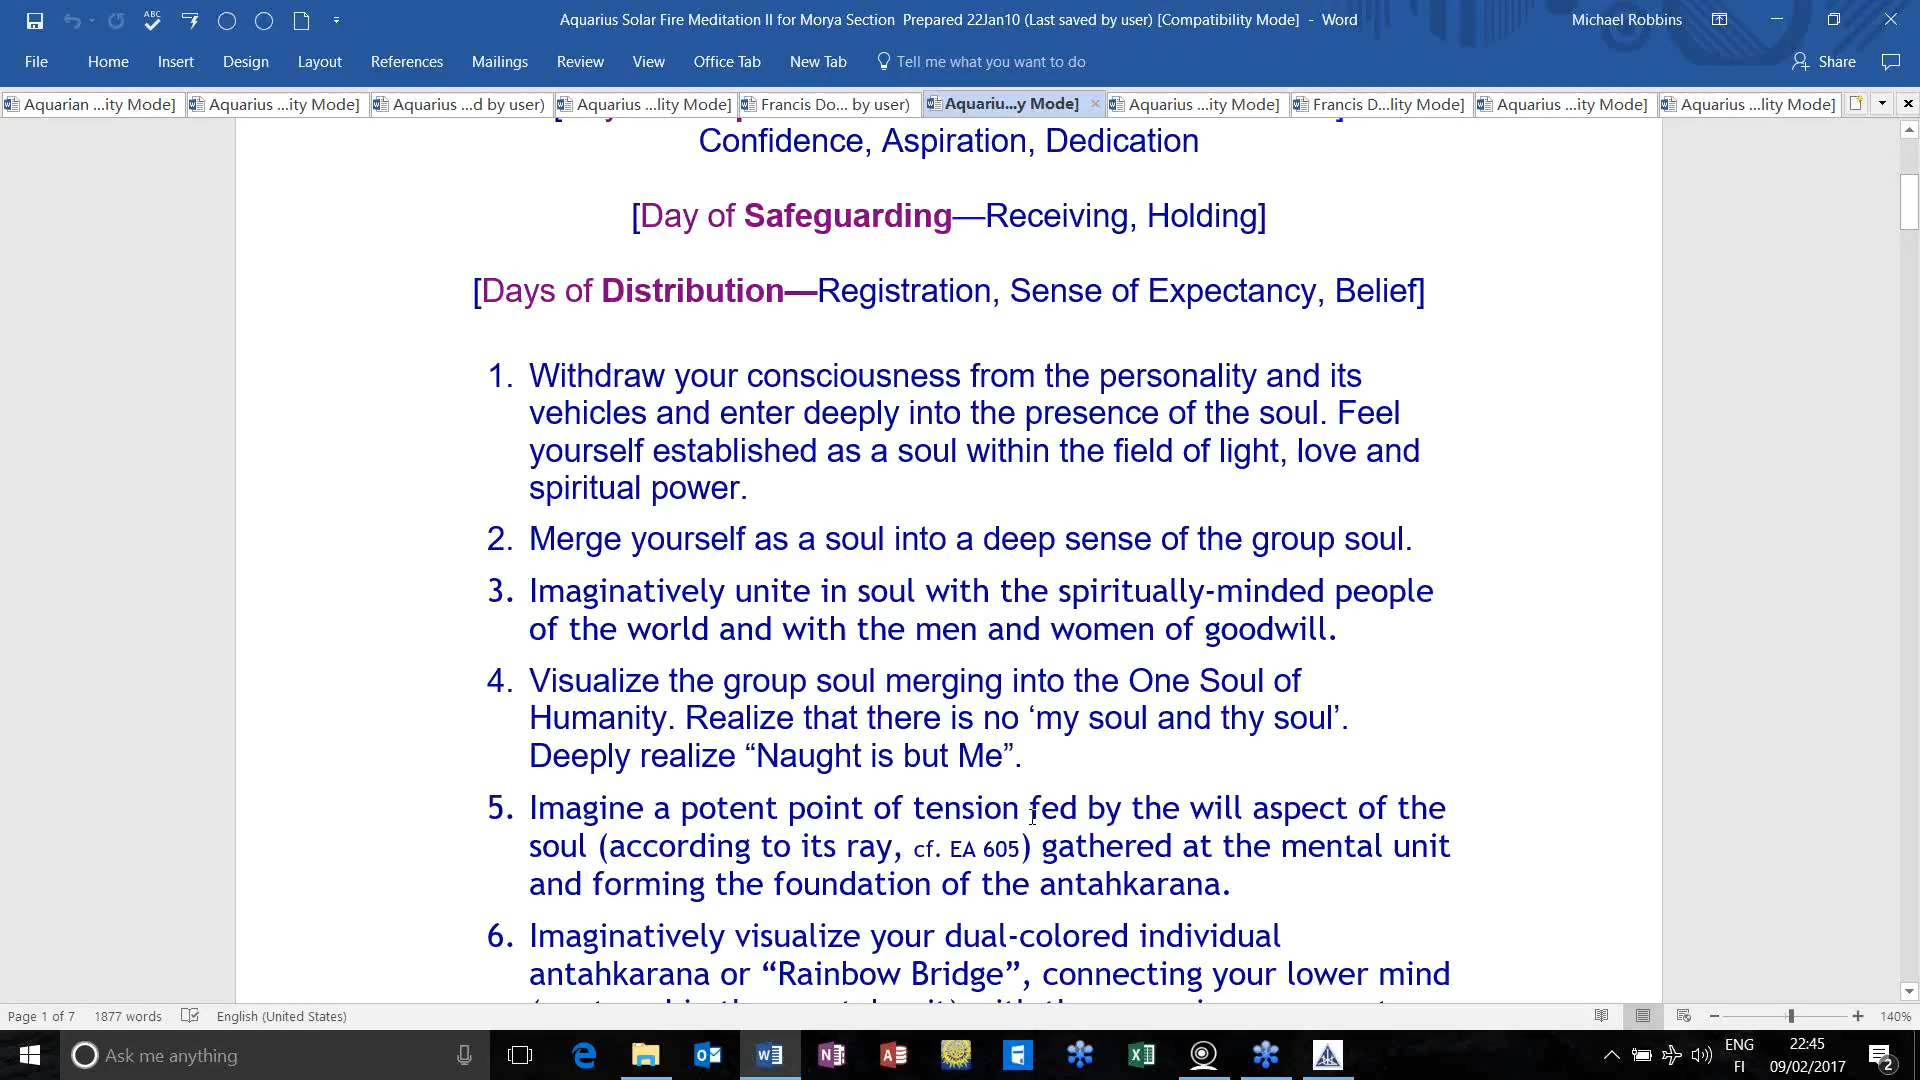 Aquarius Solar Fire Meditation II for Morya Section  Prepared 22Jan10 (Last saved by user) [Compatibility Mode]  -  Word
Michael Robbins
File Home Insert Design Layout References Mailings Review View Office Tab New Tab Tell me what you want to do Share
Aquarian ...ity Mode] Aquarius ...ity Mode] Aquarius ...d by user) Aquarius ...lity Mode] Francis Do... by user) Aquariu...y Mode] Aquarius ...ity Mode] Francis D...lity Mode] Aquarius ...ity Mode] Aquarius ...lity Mode]
Confidence, Aspiration, Dedication
[Day of Safeguarding—Receiving, Holding]
[Days of Distribution—Registration, Sense of Expectancy, Belief]
1. Withdraw your consciousness from the personality and its
vehicles and enter deeply into the presence of the soul. Feel
yourself established as a soul within the field of light, love and
spiritual power.
2. Merge yourself as a soul into a deep sense of the group soul.
3. Imaginatively unite in soul with the spiritually-minded people
of the world and with the men and women of goodwill.
4. Visualize the group soul merging into the One Soul of
Humanity. Realize that there is no ‘my soul and thy soul’.
Deeply realize “Naught is but Me”.
5. Imagine a potent point of tension fed by the will aspect of the
soul (according to its ray, cf. EA 605) gathered at the mental unit
and forming the foundation of the antahkarana.
6. Imaginatively visualize your dual-colored individual
antahkarana or “Rainbow Bridge”, connecting your lower mind
Page 1 of 7 1877 words English (United States) 140%
Ask me anything
ENG 22:45
FI 09/02/2017 2